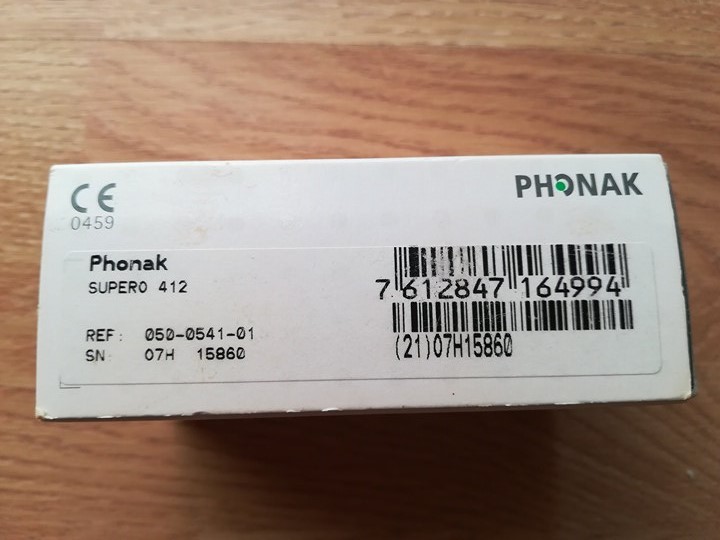 CE
0459
PHONAK
Phonak
SUPERO 412
REF: 050-0541-01
SN 07H 15860
7 612847 164994
(21)07H15860